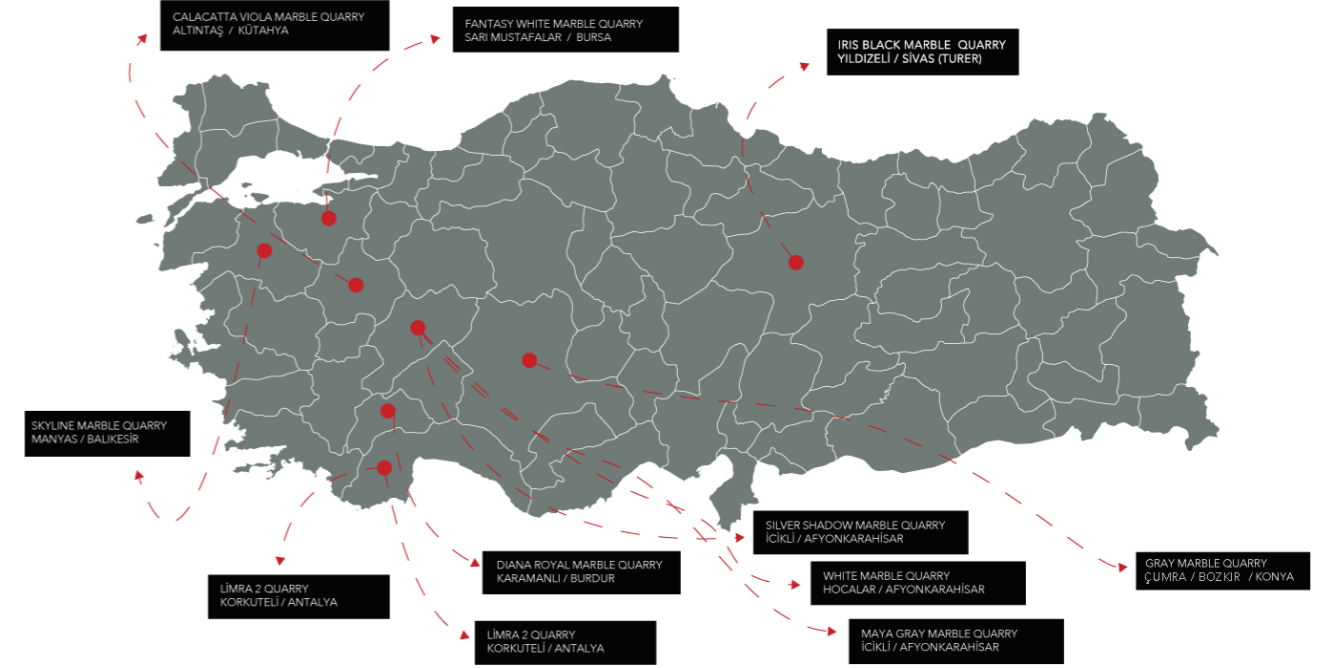 CALACATTA VIOLA MARBLE QUARRY
ALTINTAŞ / KÜTAHYA
FANTASY WHITE MARBLE QUARRY
SARI MUSTAFALAR / BURSA
IRIS BLACK MARBLE QUARRY
YILDIZELİ / SİVAS (TURER)
SKYLINE MARBLE QUARRY
MANYAS / BALIKESİR
SILVER SHADOW MARBLE QUARRY
İCİKLİ / AFYONKARAHİSAR
DIANA ROYAL MARBLE QUARRY
KARAMANLI / BURDUR
GRAY MARBLE QUARRY
ÇUMRA / BOZKIR / KONYA
WHITE MARBLE QUARRY
HOCALAR / AFYONKARAHİSAR
LİMRA 2 QUARRY
KORKUTELİ / ANTALYA
LİMRA 2 QUARRY
KORKUTELİ / ANTALYA
MAYA GRAY MARBLE QUARRY
İCİKLİ / AFYONKARAHİSAR